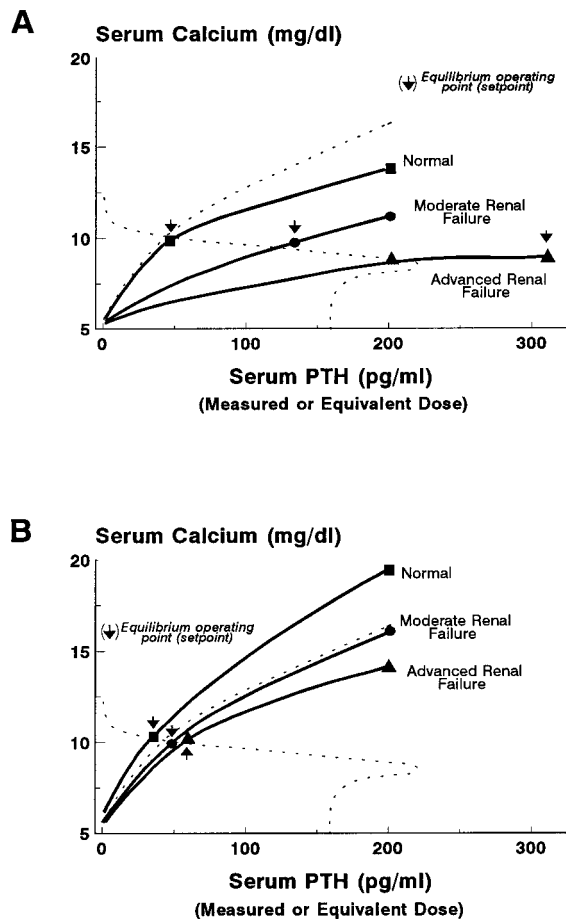 A
Serum Calcium (mg/dl)
20
15
10
5
(↓) Equilibrium operating
point (setpoint)
Normal
Moderate Renal
Failure
Advanced Renal
Failure
0
100
200
300
Serum PTH (pg/ml)
(Measured or Equivalent Dose)
B
Serum Calcium (mg/dl)
20
15
10
5
(↓) Equilibrium operating
point (setpoint)
Normal
Moderate Renal
Failure
Advanced Renal
Failure
0
100
200
300
Serum PTH (pg/ml)
(Measured or Equivalent Dose)